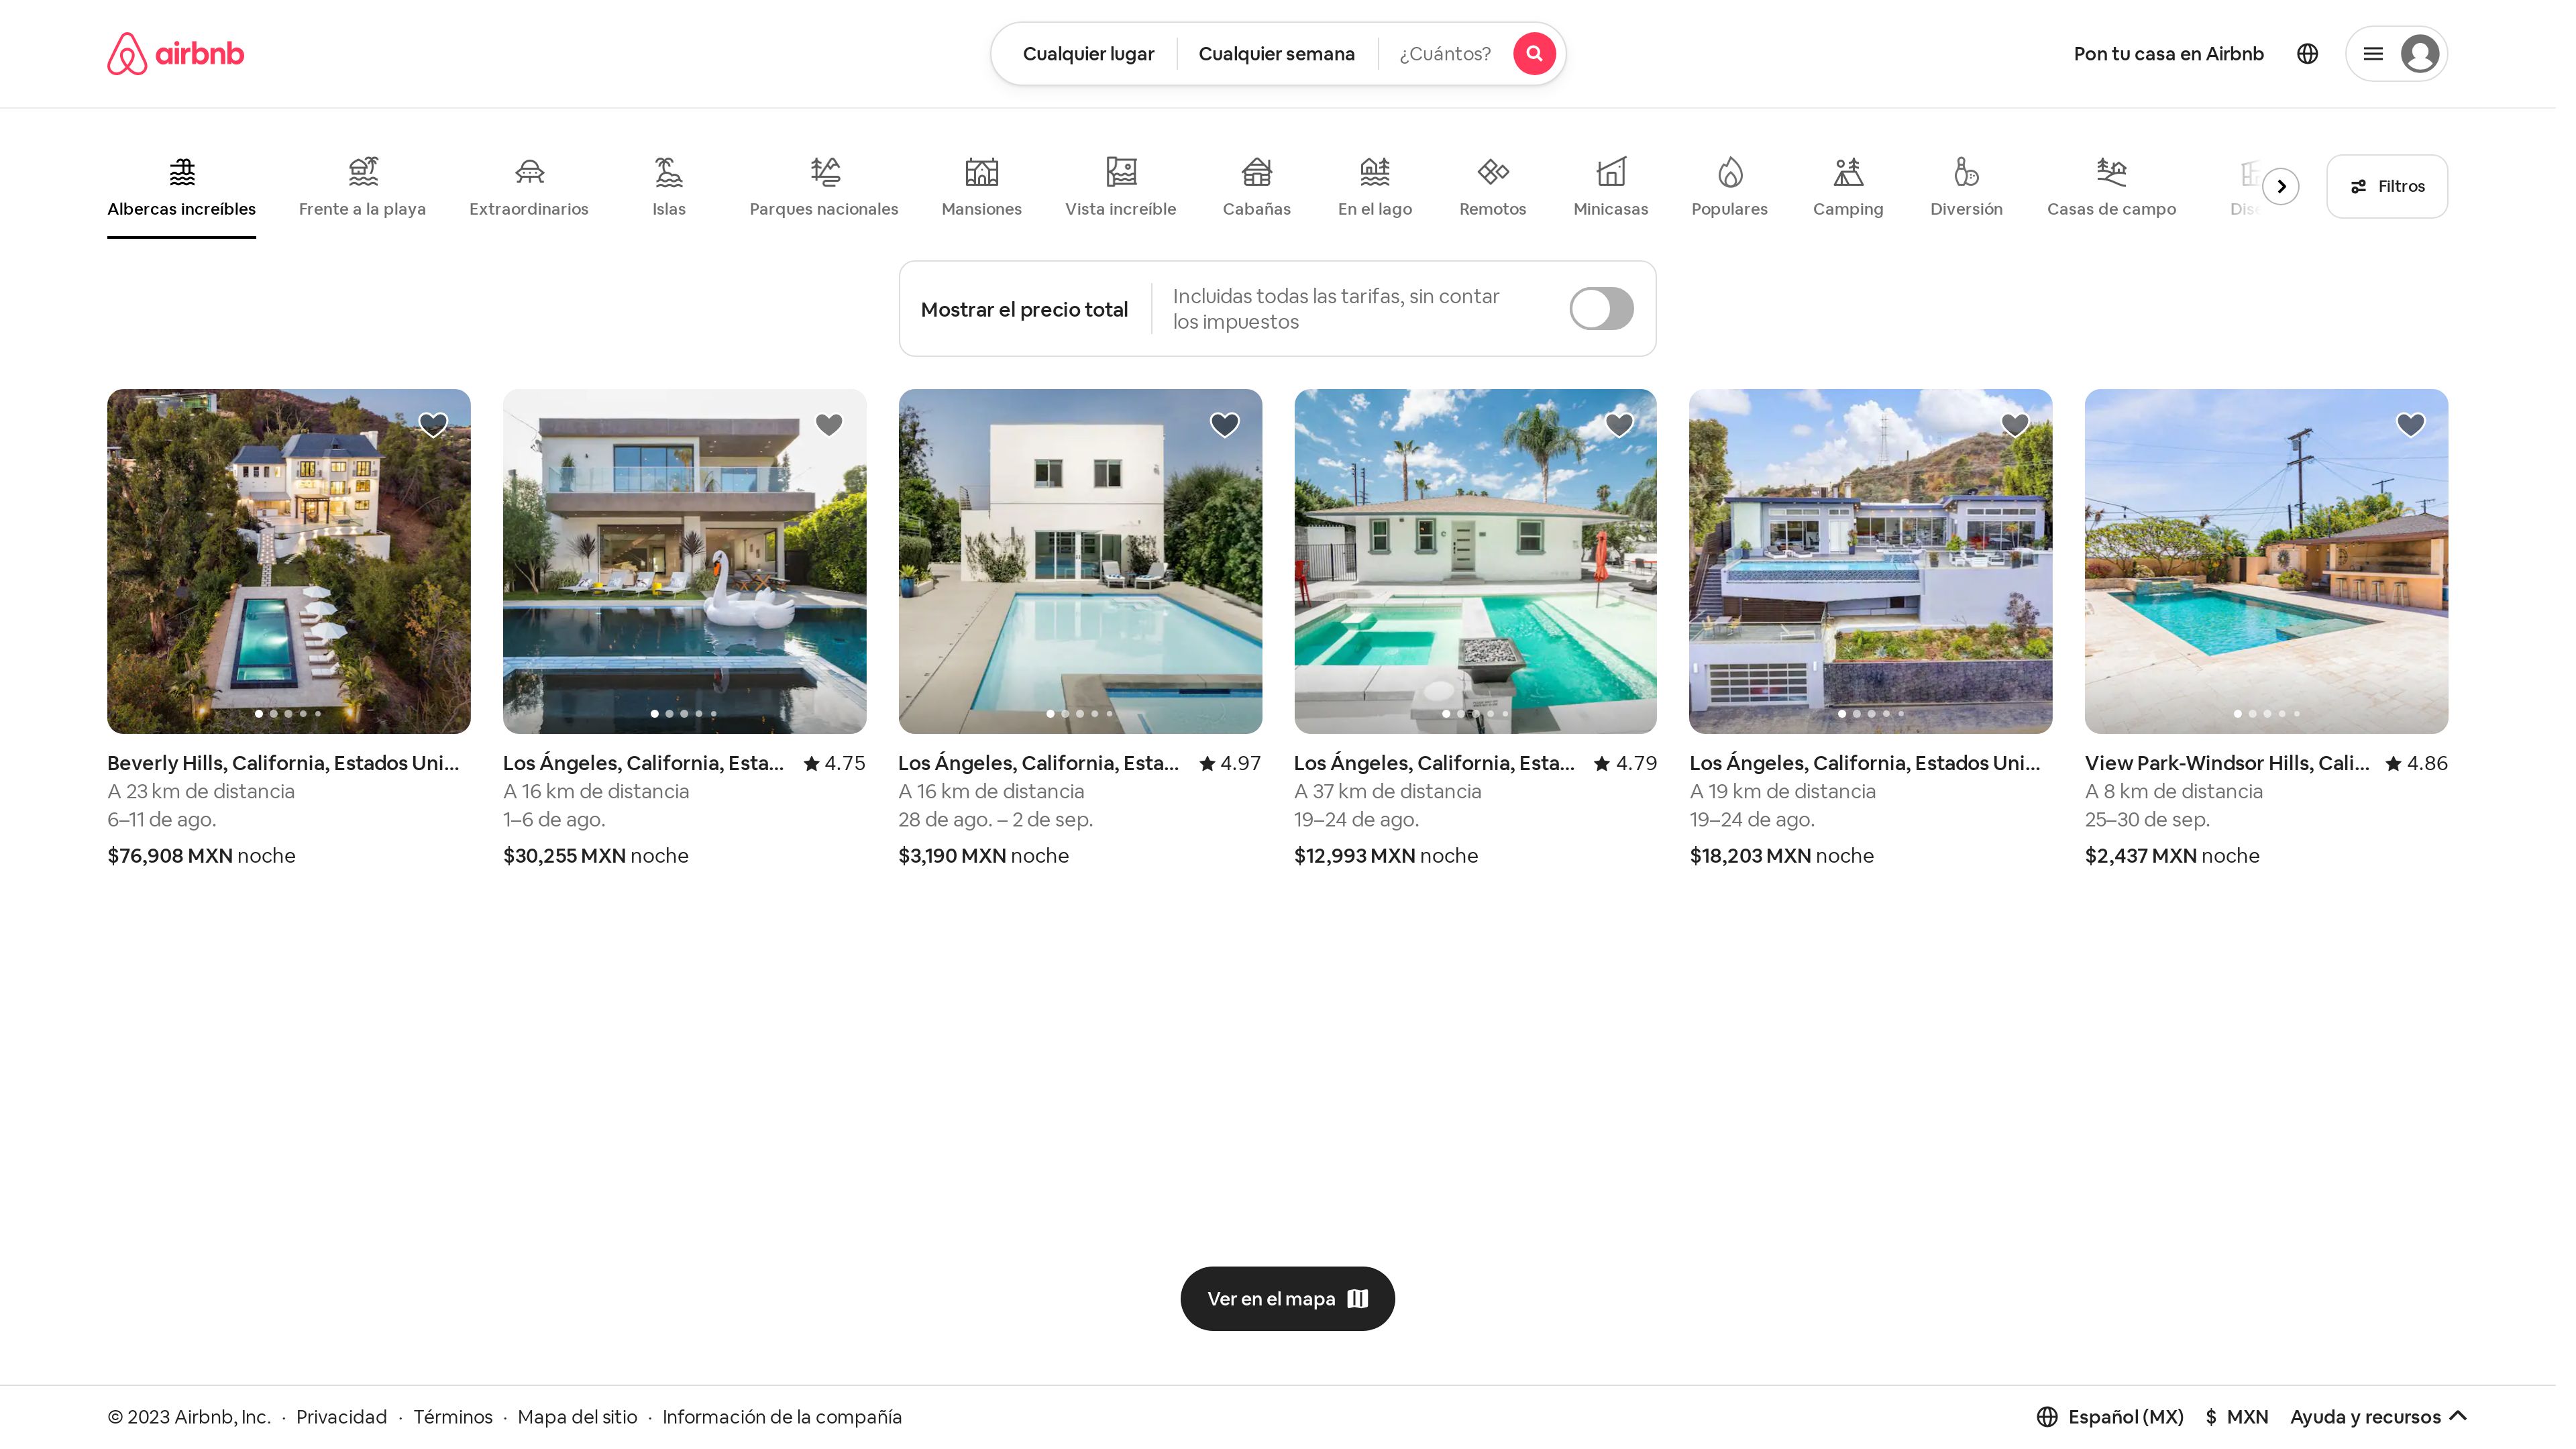 airbnb
Cualquier lugar
Cualquier semana
¿Cuántos?
Pon tu casa en Airbnb
Albercas increíbles
Frente a la playa
Extraordinarios
Islas
Parques nacionales
Mansiones
Vista increíble
Cabañas
En el lago
Remotos
Minicasas
Populares
Camping
Diversión
Casas de campo
Filtros
Mostrar el precio total
Incluidas todas las tarifas, sin contar
los impuestos
Beverly Hills, California, Estados Uni...
A 23 km de distancia
6–11 de ago.
$76,908 MXN noche
Los Ángeles, California, Esta... 4.75
A 16 km de distancia
1–6 de ago.
$30,255 MXN noche
Los Ángeles, California, Esta... 4.97
A 16 km de distancia
28 de ago. – 2 de sep.
$3,190 MXN noche
Los Ángeles, California, Esta... 4.79
A 37 km de distancia
19–24 de ago.
$12,993 MXN noche
Los Ángeles, California, Estados Uni...
A 19 km de distancia
19–24 de ago.
$18,203 MXN noche
View Park-Windsor Hills, Cali... 4.86
A 8 km de distancia
25–30 de sep.
$2,437 MXN noche
Ver en el mapa
© 2023 Airbnb, Inc. · Privacidad · Términos · Mapa del sitio · Información de la compañía
Español (MX) $ MXN Ayuda y recursos